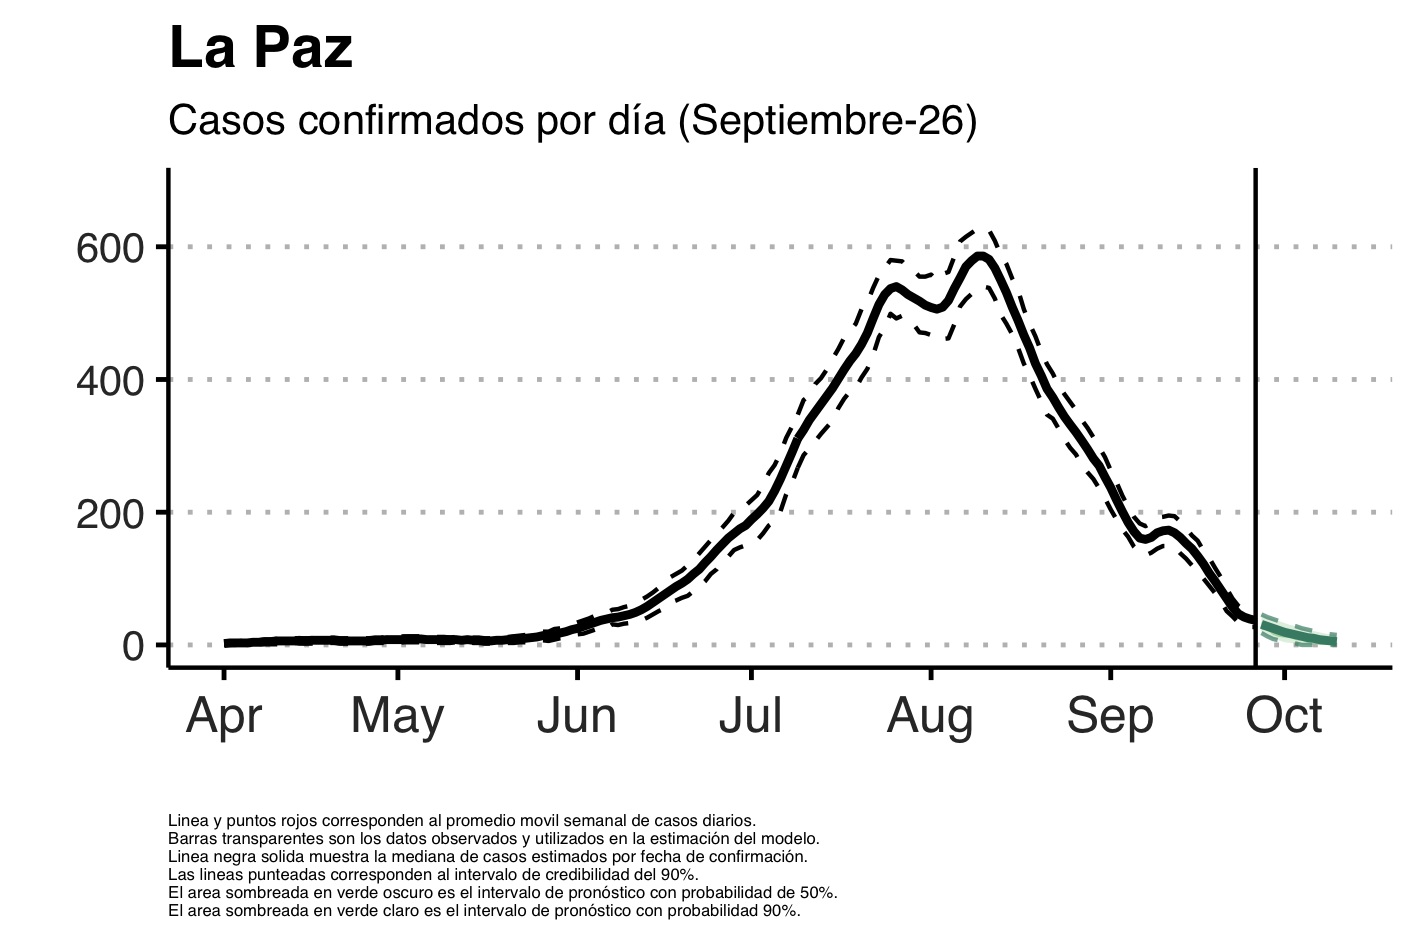 La Paz
Casos confirmados por día (Septiembre-26)
600
400
200
0
Apr May Jun Jul Aug Sep Oct
Linea y puntos rojos corresponden al promedio movil semanal de casos diarios.
Barras transparentes son los datos observados y utilizados en la estimación del modelo.
Linea negra solida muestra la mediana de casos estimados por fecha de confirmación.
Las lineas punteadas corresponden al intervalo de credibilidad del 90%.
El area sombreada en verde oscuro es el intervalo de pronóstico con probabilidad de 50%.
El area sombreada en verde claro es el intervalo de pronóstico con probabilidad 90%.